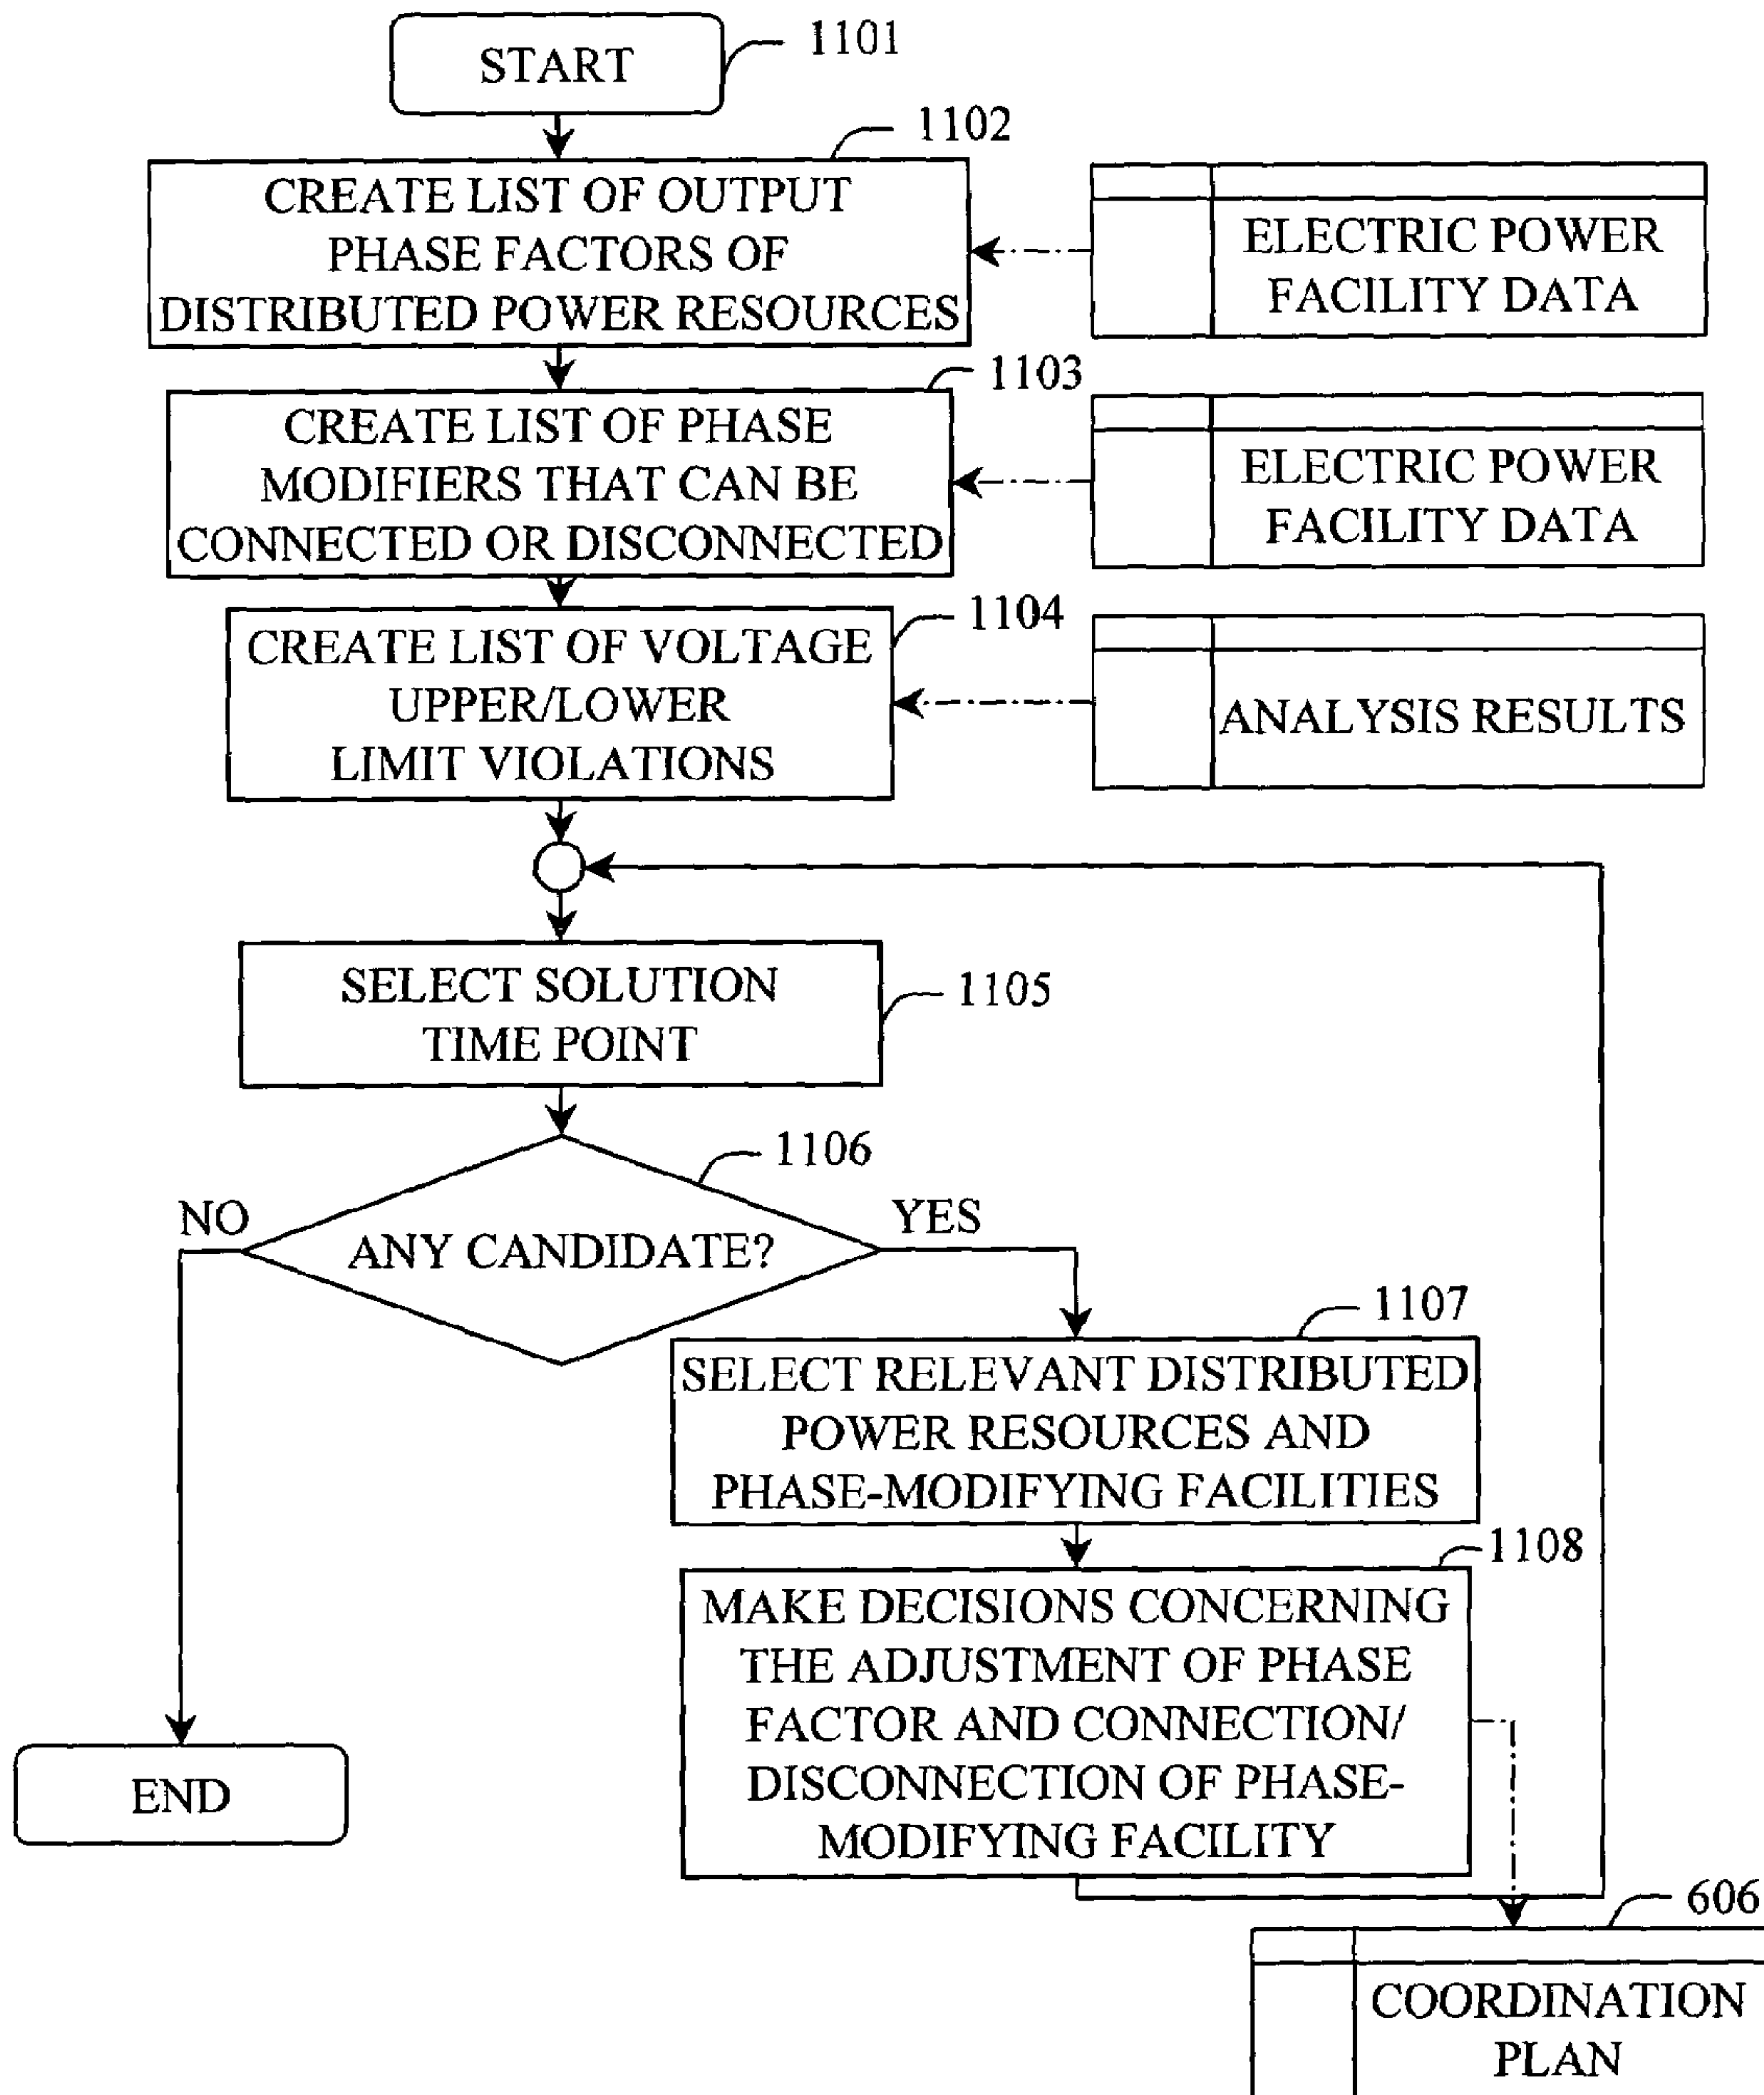 START
1101
1102
CREATE LIST OF OUTPUT
PHASE FACTORS OF
DISTRIBUTED POWER RESOURCES
ELECTRIC POWER
FACILITY DATA
1103
CREATE LIST OF PHASE
MODIFIERS THAT CAN BE
CONNECTED OR DISCONNECTED
ELECTRIC POWER
FACILITY DATA
1104
CREATE LIST OF VOLTAGE
UPPER/LOWER
LIMIT VIOLATIONS
ANALYSIS RESULTS
SELECT SOLUTION
TIME POINT
1105
1106
NO
YES
ANY CANDIDATE?
1107
SELECT RELEVANT DISTRIBUTED
POWER RESOURCES AND
PHASE-MODIFYING FACILITIES
1108
MAKE DECISIONS CONCERNING
THE ADJUSTMENT OF PHASE
FACTOR AND CONNECTION/
DISCONNECTION OF PHASE-
MODIFYING FACILITY
END
606
COORDINATION
PLAN